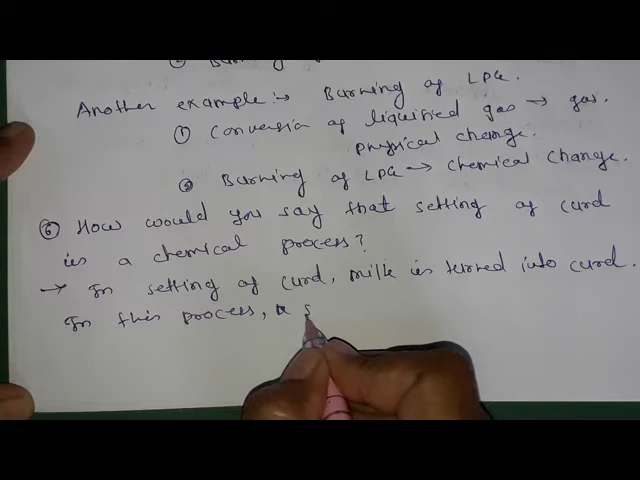 ② Burning
Another example :→ Burning of LPG.
① Conversion of liquified gas → gas.
physical change.
② Burning of LPG → chemical change.
⑥ How would you say that setting of curd
is a chemical process?
→ In setting of curd, milk is turned into curd.
In this process, a s